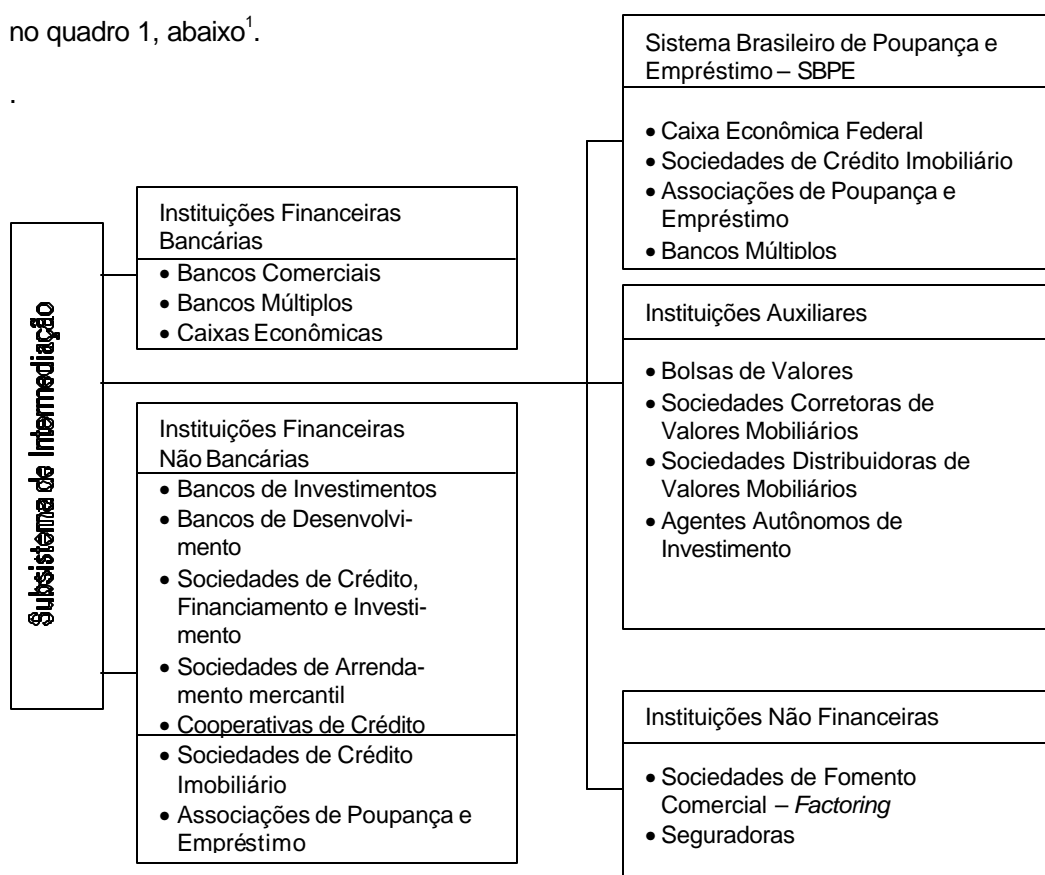 no quadro 1, abaixo¹.
.
Subsistema de Intermediação
Instituições Financeiras
Bancárias
• Bancos Comerciais
• Bancos Múltiplos
• Caixas Econômicas
Instituições Financeiras
Não Bancárias
• Bancos de Investimentos
• Bancos de Desenvolvi-
mento
• Sociedades de Crédito,
Financiamento e Investi-
mento
• Sociedades de Arrenda-
mento mercantil
• Cooperativas de Crédito
• Sociedades de Crédito
Imobiliário
• Associações de Poupança e
Empréstimo
Sistema Brasileiro de Poupança e
Empréstimo – SBPE
• Caixa Econômica Federal
• Sociedades de Crédito Imobiliário
• Associações de Poupança e
Empréstimo
• Bancos Múltiplos
Instituições Auxiliares
• Bolsas de Valores
• Sociedades Corretoras de
Valores Mobiliários
• Sociedades Distribuidoras de
Valores Mobiliários
• Agentes Autônomos de
Investimento
Instituições Não Financeiras
• Sociedades de Fomento
Comercial – Factoring
• Seguradoras